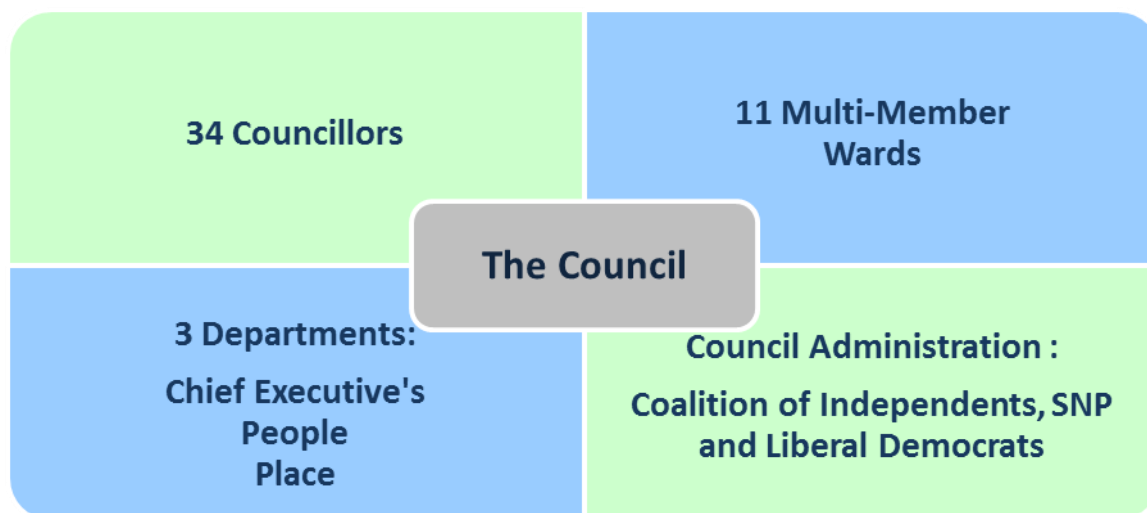 34 Councillors
11 Multi-Member
Wards
The Council
3 Departments:
Chief Executive's
People
Place
Council Administration :
Coalition of Independents, SNP
and Liberal Democrats